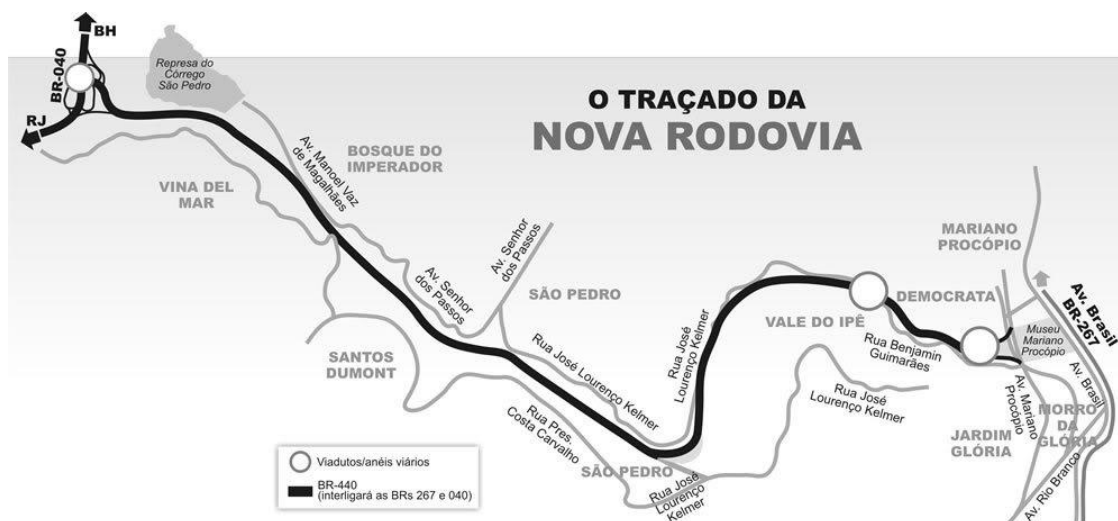 BH
BR-040
RJ
Represa do
Córrego
São Pedro
O TRAÇADO DA
NOVA RODOVIA
BOSQUE DO
IMPERADOR
Av. Manoel Vaz
de Magalhães
VINA DEL
MAR
Av. Senhor
dos Passos
Av. Senhor
dos Passos
SÃO PEDRO
MARIANO
PROCÓPIO
DEMOCRATA
Av. Brasil
BR-267
VALE DO IPÊ
Museu
Mariano
Procópio
Rua Benjamin
Guimarães
SANTOS
DUMONT
Rua José Lourenço Kelmer
Rua José
Lourenço Kelmer
Rua José
Lourenço Kelmer
Av. Mariano
Procópio
Av. Brasil
MORRO
DA
GLÓRIA
JARDIM
GLÓRIA
Rua Pres.
Costa Carvalho
SÃO PEDRO
Rua José
Lourenço
Kelmer
Av. Rio Branco
Viadutos/anéis viários
BR-440
(interligará as BRs 267 e 040)